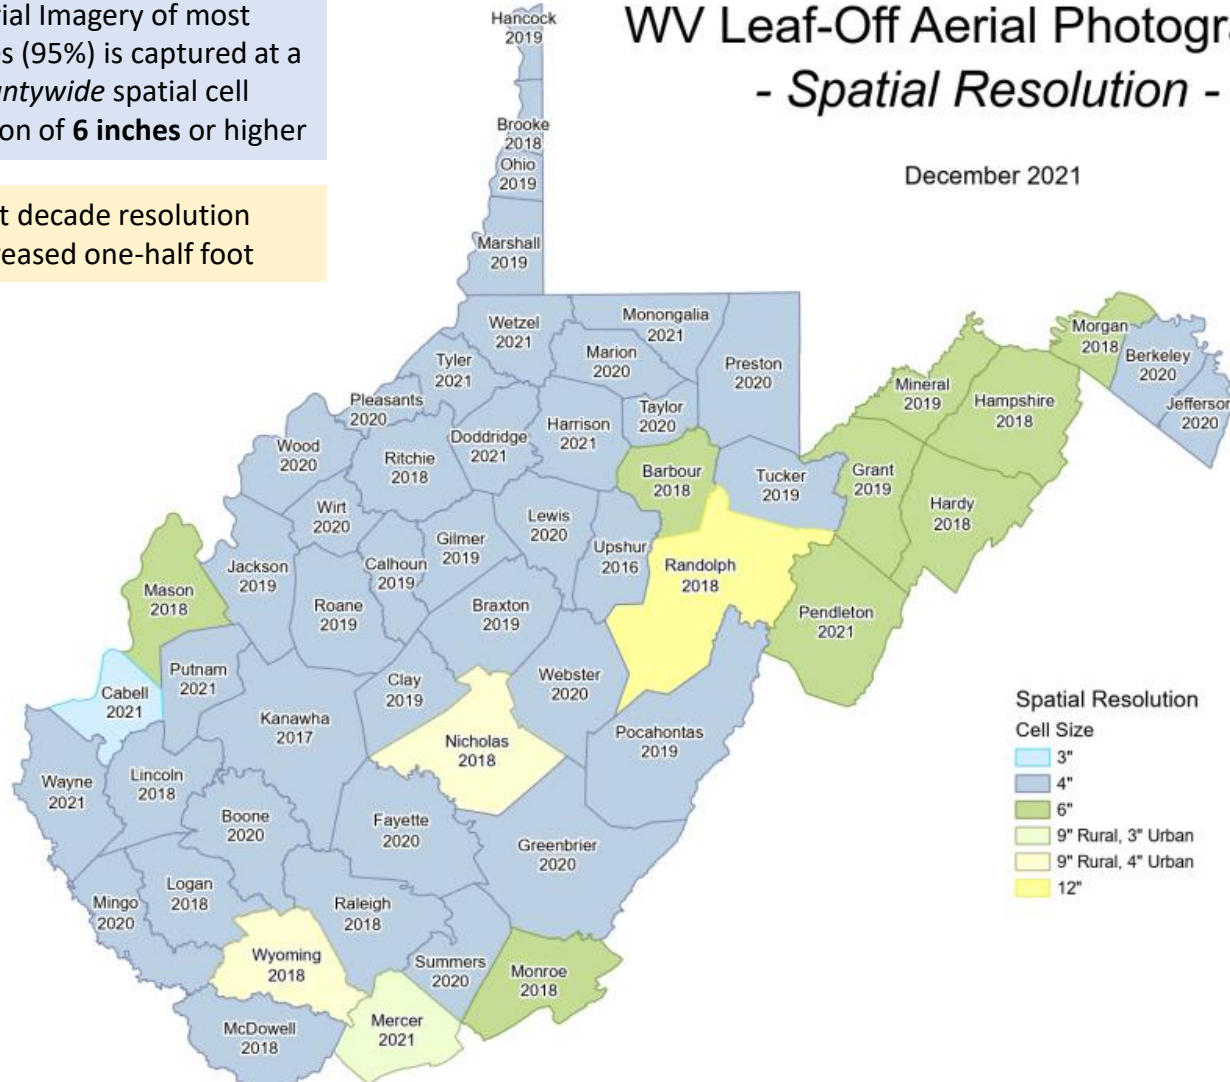 rial Imagery of most
es (95%) is captured at a
untywide spatial cell
ion of 6 inches or higher
t decade resolution
reased one-half foot
WV Leaf-Off Aerial Photogra
- Spatial Resolution -
December 2021
Hancock
2019
Brooke
2018
Ohio
2019
Marshall
2019
Wetzel
2021
Monongalia
2021
Marion
2020
Preston
2020
Tyler
2021
Pleasants
2020
Doddridge
2021
Harrison
2021
Taylor
2020
Wood
2020
Ritchie
2018
Barbour
2018
Tucker
2019
Grant
2019
Mineral
2019
Hampshire
2018
Morgan
2018
Berkeley
2020
Jefferson
2020
Hardy
2018
Wirt
2020
Gilmer
2019
Lewis
2020
Upshur
2016
Randolph
2018
Pendleton
2021
Jackson
2019
Calhoun
2019
Mason
2018
Roane
2019
Braxton
2019
Putnam
2021
Cabell
2021
Clay
2019
Webster
2020
Kanawha
2017
Nicholas
2018
Pocahontas
2019
Wayne
2021
Lincoln
2018
Boone
2020
Fayette
2020
Greenbrier
2020
Mingo
2020
Logan
2018
Raleigh
2018
Wyoming
2018
Summers
2020
Monroe
2018
McDowell
2018
Mercer
2021
Spatial Resolution
Cell Size
3"
4"
6"
9" Rural, 3" Urban
9" Rural, 4" Urban
12"